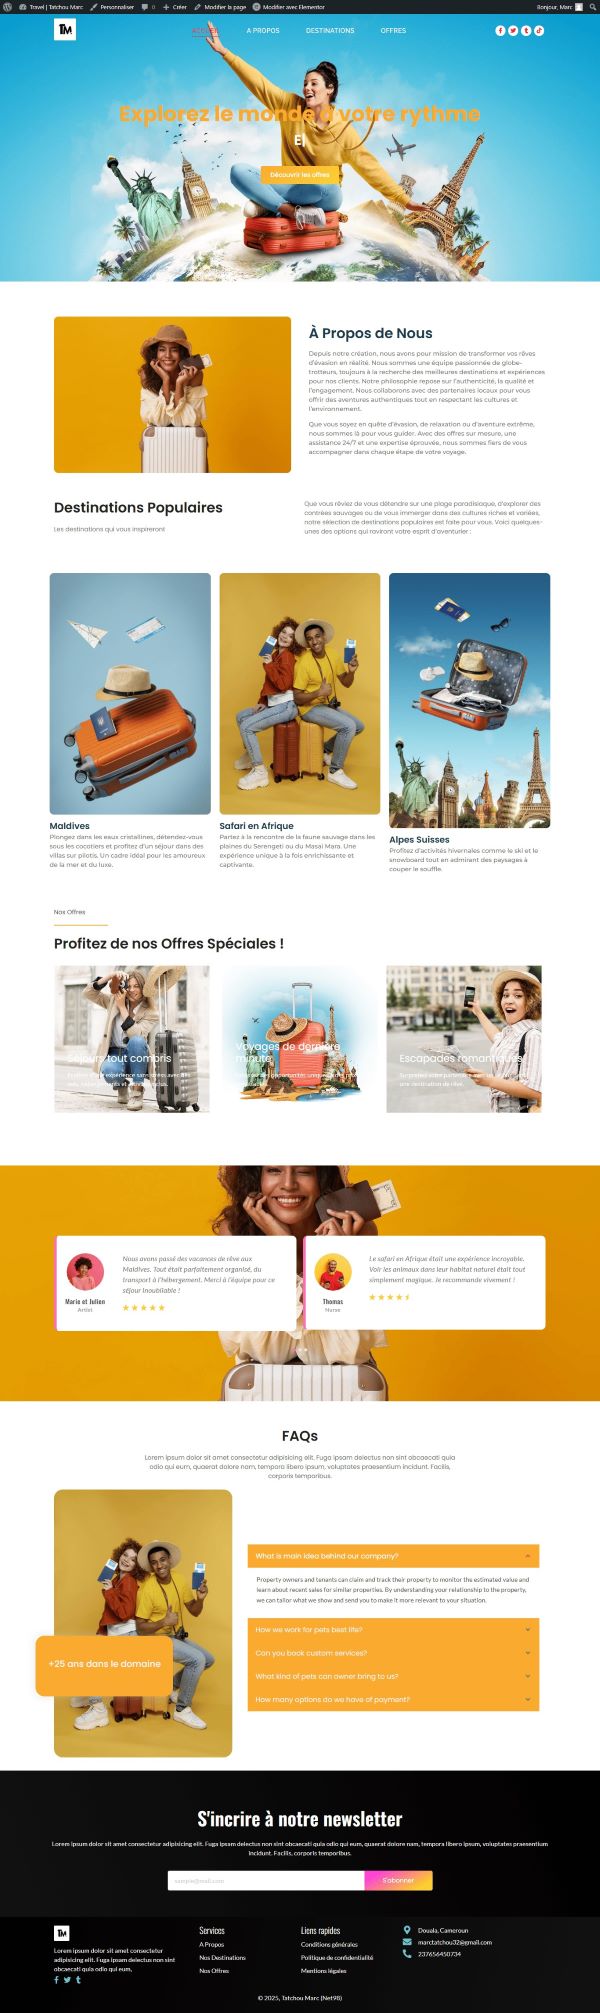 Travel | Tatchou Marc Personnaliser 0 Créer Modifier la page Modifier avec Elementor Bonjour, Marc
TM
ACCUEIL A PROPOS DESTINATIONS OFFRES
Explorez le monde à votre rythme
E|
Découvrir les offres
À Propos de Nous
Depuis notre création, nous avons pour mission de transformer vos rêves
d'évasion en réalité. Nous sommes une équipe passionnée de globe-
trotteurs, toujours à la recherche des meilleures destinations et expériences
pour nos clients. Notre philosophie repose sur l'authenticité, la qualité et
l'engagement. Nous collaborons avec des partenaires locaux pour vous
offrir des aventures authentiques tout en respectant les cultures et
l'environnement.
Que vous soyez en quête d'évasion, de relaxation ou d'aventure extrême,
nous sommes là pour vous guider. Avec des offres sur mesure, une
assistance 24/7 et une expertise éprouvée, nous sommes fiers de vous
accompagner dans chaque étape de votre voyage.
Destinations Populaires
Les destinations qui vous inspireront
Que vous rêviez de vous détendre sur une plage paradisiaque, d'explorer des
contrées sauvages ou de vous immerger dans des cultures riches et variées,
notre sélection de destinations populaires est faite pour vous. Voici quelques-
unes des options qui raviront votre esprit d'aventurier :
Maldives
Plongez dans les eaux cristallines, détendez-vous
sous les cocotiers et profitez d'un séjour dans des
villas sur pilotis. Un cadre idéal pour les amoureux
de la mer et du luxe.
Safari en Afrique
Partez à la rencontre de la faune sauvage dans les
plaines du Serengeti ou du Masai Mara. Une
expérience unique à la fois enrichissante et
captivante.
Alpes Suisses
Profitez d'activités hivernales comme le ski et le
snowboard tout en admirant des paysages à
couper le souffle.
Nos Offres
Profitez de nos Offres Spéciales !
Séjours tout compris
Voyages de dernière
minute
Escapades romantiques
une destination de rêve.
Nous avons passé des vacances de rêve aux
Maldives. Tout était parfaitement organisé, du
transport à l'hébergement. Merci à l'équipe pour ce
séjour inoubliable !
Marie et Julien
Artist
Le safari en Afrique était une expérience incroyable.
Voir les animaux dans leur habitat naturel était tout
simplement magique. Je recommande vivement !
Thomas
Nurse
FAQs
Lorem ipsum dolor sit amet consectetur adipisicing elit. Fuga ipsam delectus non sint obcaecati quia
odio qui eum, quaerat dolore nam, tempora libero ipsum, voluptates praesentium incidunt. Facilis,
corporis temporibus.
What is main idea behind our company?
Property owners and tenants can claim and track their property to monitor the estimated value and
learn about recent sales for similar properties. By understanding your relationship to the property,
we can tailor what we show and send you to make it more relevant to your situation.
How we work for pets best life?
Can you back custom services?
What kind of pets can owner bring to us?
How many options do we have of payment?
+25 ans dans le domaine
S'incrire à notre newsletter
Lorem ipsum dolor sit amet consectetur adipisicing elit. Fuga ipsam delectus non sint obcaecati quia odio qui eum, quaerat dolore nam, tempora libero ipsum, voluptates praesentium
incidunt. Facilis, corporis temporibus.
sample@mail.com
S'abonner
TM
Lorem ipsum dolor sit amet consectetur
adipisicing elit. Fuga ipsam delectus non sint
obcaecati quia odio qui eum,
Services
A Propos
Nos Destinations
Nos Offres
Liens rapides
Conditions générales
Politique de confidentialité
Mentions légales
Douala, Cameroun
marctatchou32@gmail.com
237656450734
© 2025, Tatchou Marc (Net98)